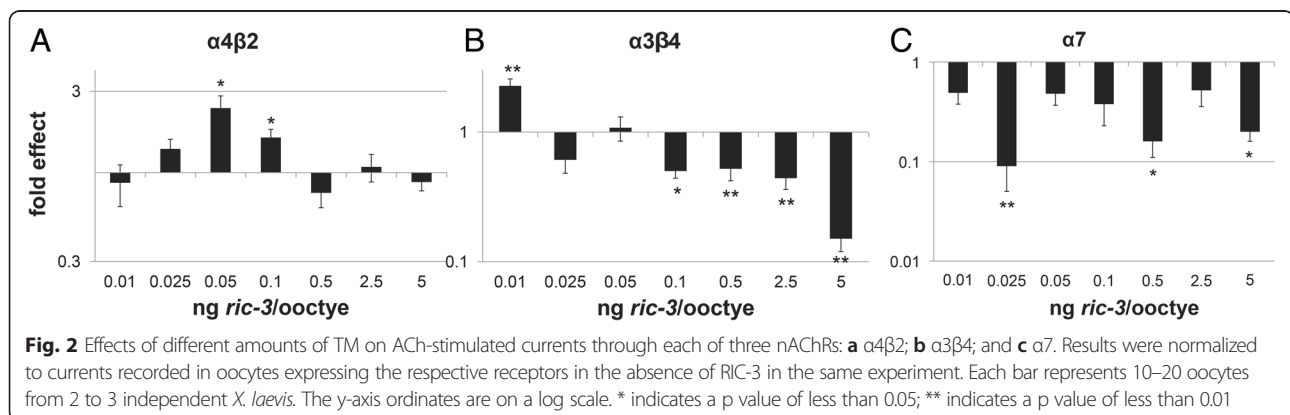 A
α4β2
B
α3β4
C
α7
fold effect
3
0.3
*
*
0.01 0.025 0.05 0.1 0.5 2.5 5
ng ric-3/ooctye
1
0.1
**
*
**
**
**
0.01 0.025 0.05 0.1 0.5 2.5 5
ng ric-3/ooctye
1
0.1
0.01
**
*
*
0.01 0.025 0.05 0.1 0.5 2.5 5
ng ric-3/ooctye
Fig. 2 Effects of different amounts of TM on ACh-stimulated currents through each of three nAChRs: a α4β2; b α3β4; and c α7. Results were normalized
to currents recorded in oocytes expressing the respective receptors in the absence of RIC-3 in the same experiment. Each bar represents 10–20 oocytes
from 2 to 3 independent X. laevis. The y-axis ordinates are on a log scale. * indicates a p value of less than 0.05; ** indicates a p value of less than 0.01